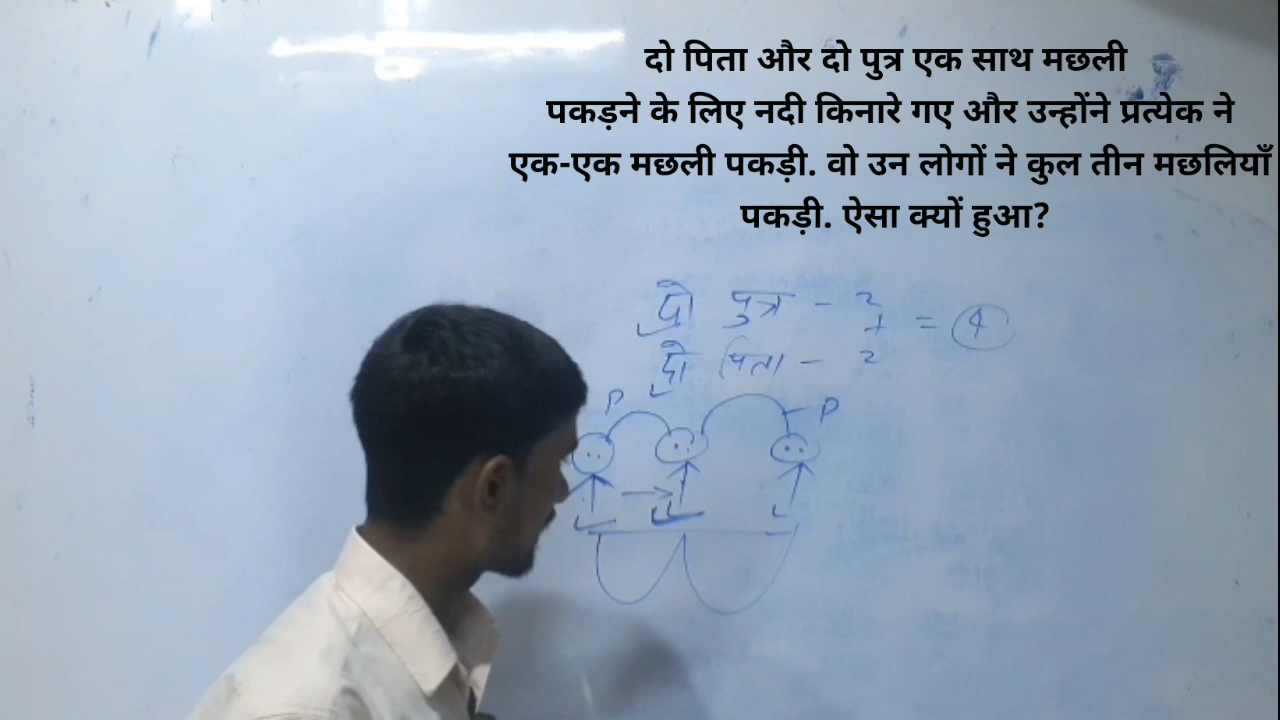 दो पिता और दो पुत्र एक साथ मछली
पकड़ने के लिए नदी किनारे गए और उन्होंने प्रत्येक ने
एक-एक मछली पकड़ी. वो उन लोगों ने कुल तीन मछलियाँ
पकड़ी. ऐसा क्यों हुआ?
दो पुत्र - 2
+ = 4
दो पिता - 2
P P